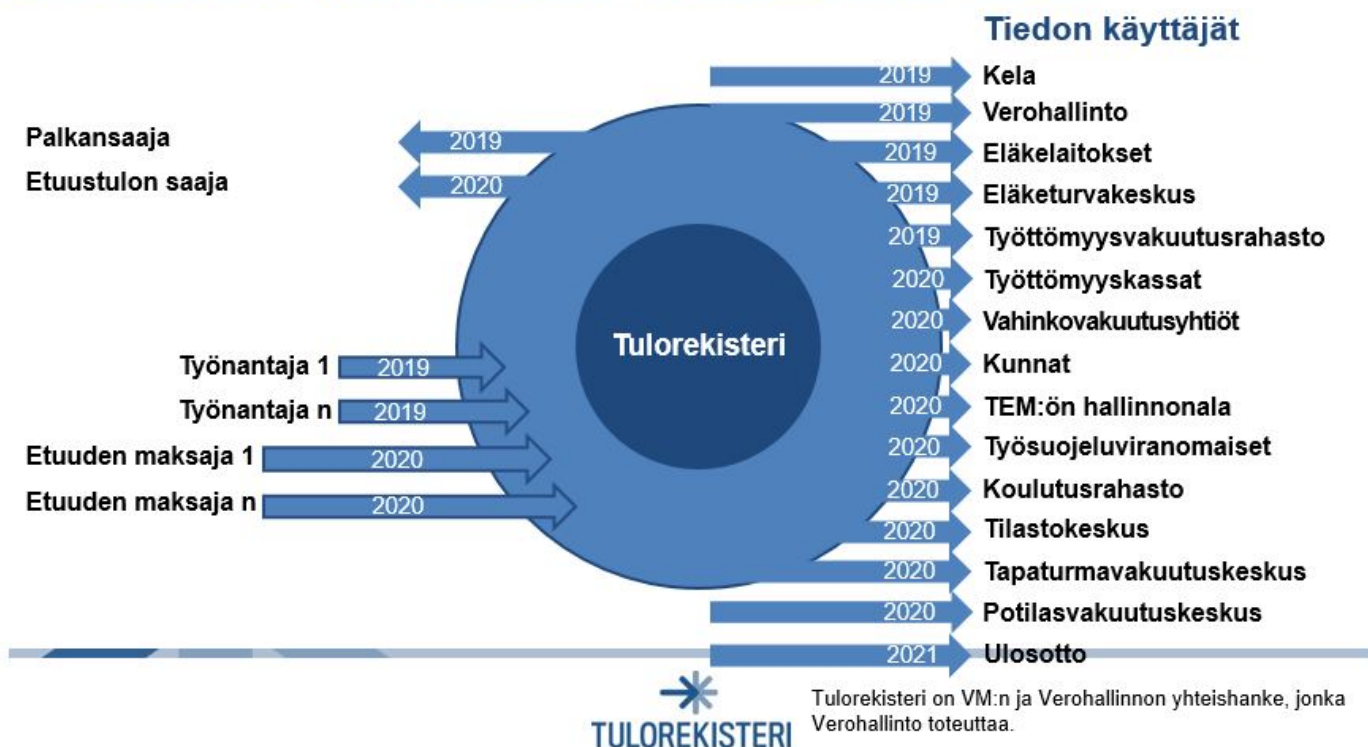 Tiedon käyttäjät
2019 Kela
2019 Verohallinto
2019 Eläkelaitokset
2019 Eläketurvakeskus
2019 Työttömyysvakuutusrahasto
2020 Työttömyyskassat
2020 Vahinkovakuutusyhtiöt
2020 Kunnat
2020 TEM:ön hallinnonala
2020 Työsuojeluviranomaiset
2020 Koulutusrahasto
2020 Tilastokeskus
2020 Tapaturmavakuutuskeskus
2020 Potilasvakuutuskeskus
2021 Ulosotto
Palkansaaja 2019
Etuustulon saaja 2020
Tulorekisteri
Työnantaja 1 2019
Työnantaja n 2019
Etuuden maksaja 1 2020
Etuuden maksaja n 2020
TULOREKISTERI
Tulorekisteri on VM:n ja Verohallinnon yhteishanke, jonka
Verohallinto toteuttaa.